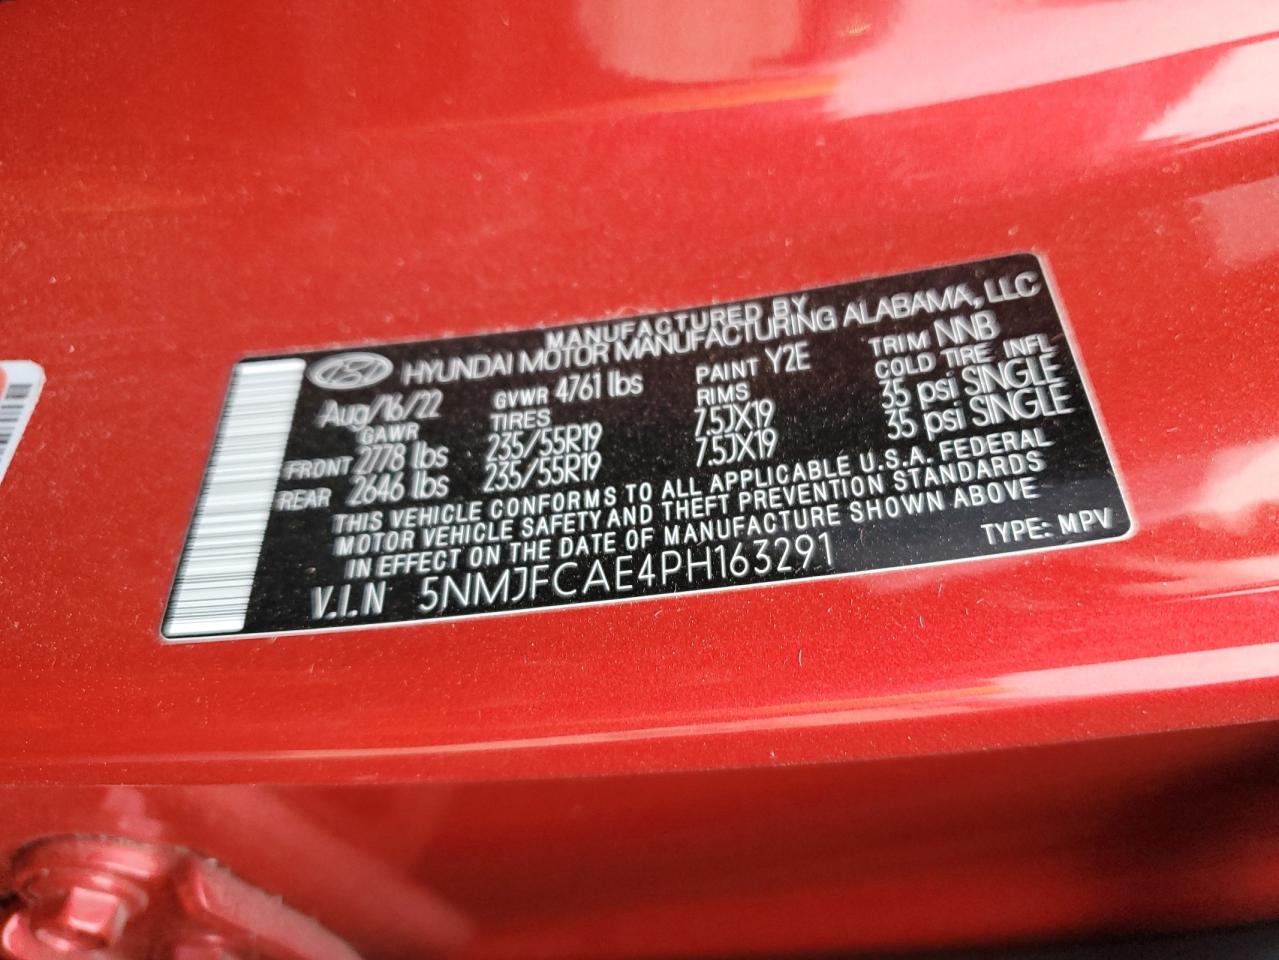 MANUFACTURED BY
HYUNDAI MOTOR MANUFACTURING ALABAMA, LLC
Aug/16/22 GVWR 4761 lbs PAINT Y2E TRIM NNB
GAWR TIRES RIMS COLD TIRE INFL
FRONT 2778 lbs 235/55R19 7.5JX19 35 psi SINGLE
REAR 2646 lbs 235/55R19 7.5JX19 35 psi SINGLE
THIS VEHICLE CONFORMS TO ALL APPLICABLE U.S.A. FEDERAL
MOTOR VEHICLE SAFETY AND THEFT PREVENTION STANDARDS
IN EFFECT ON THE DATE OF MANUFACTURE SHOWN ABOVE
V.I.N 5NMJFCAE4PH163291 TYPE: MPV